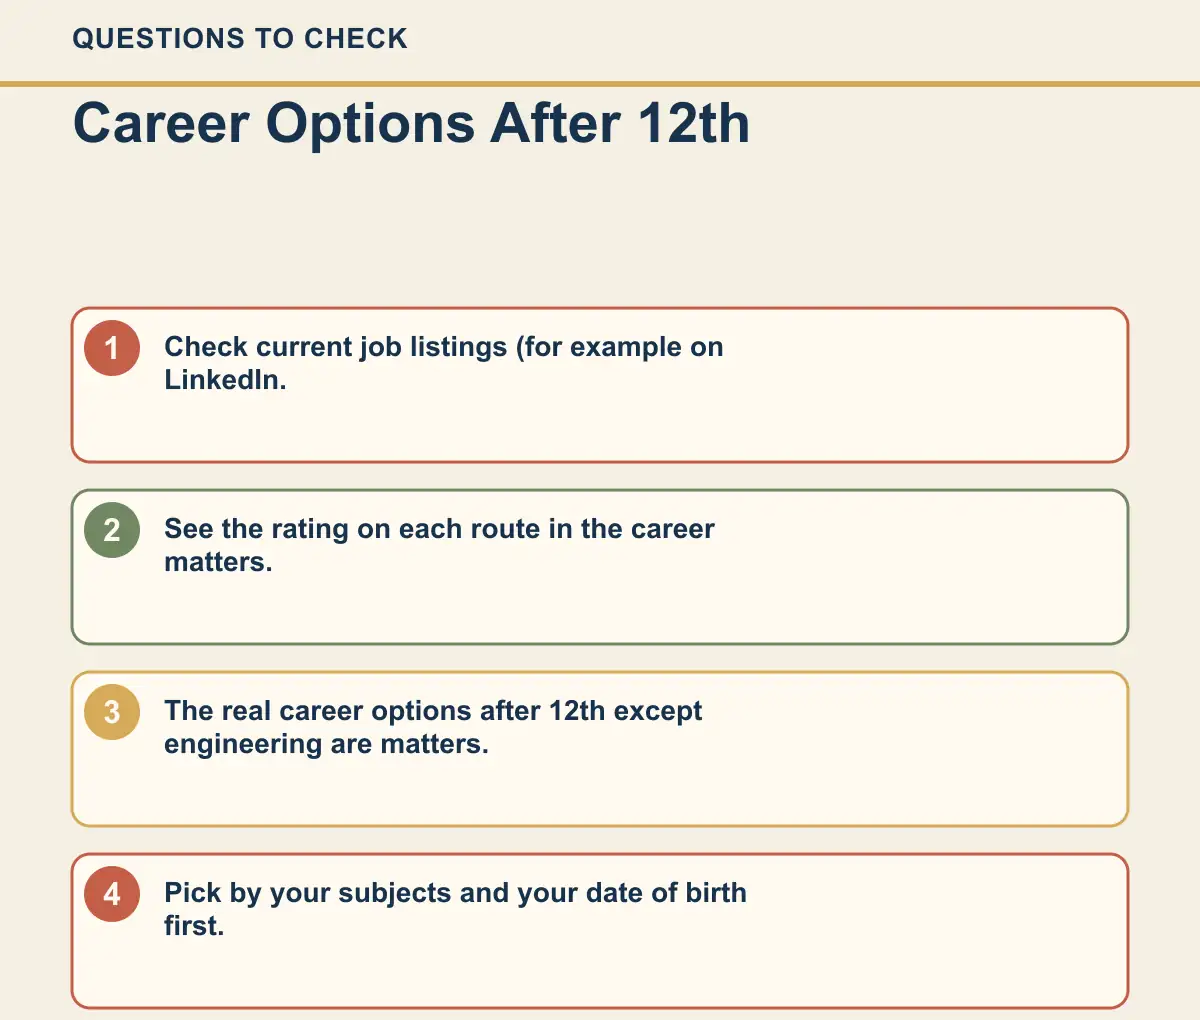 QUESTIONS TO CHECK
Career Options After 12th
1
Check current job listings (for example on
LinkedIn.
2
See the rating on each route in the career
matters.
3
The real career options after 12th except
engineering are matters.
4
Pick by your subjects and your date of birth
first.